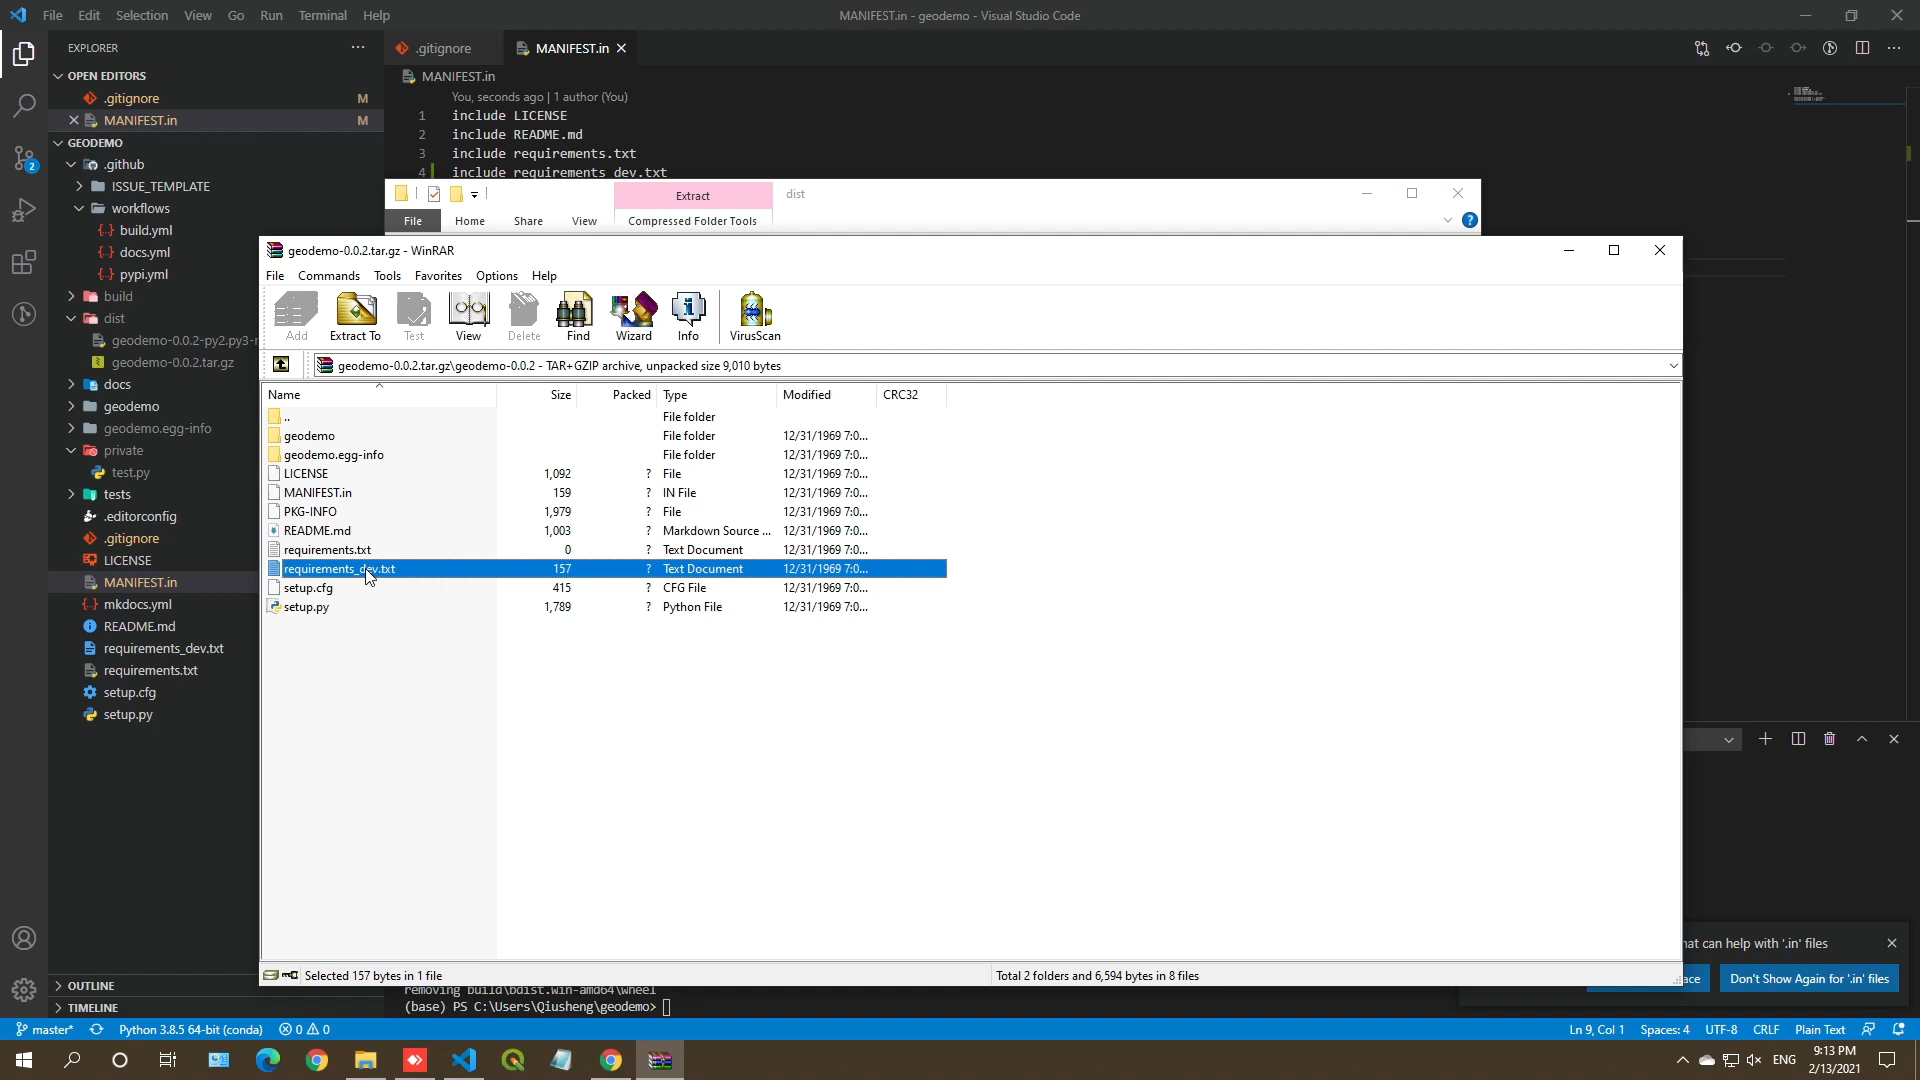 File Edit Selection View Go Run Terminal Help
MANIFEST.in - geodemo - Visual Studio Code
EXPLORER
.gitignore
MANIFEST.in
OPEN EDITORS
.gitignore M
MANIFEST.in M
GEODEMO
.github
ISSUE_TEMPLATE
workflows
build.yml
docs.yml
pypi.yml
build
dist
geodemo-0.0.2-py2.py3-
geodemo-0.0.2.tar.gz
docs
geodemo
geodemo.egg-info
private
test.py
tests
.editorconfig
.gitignore
LICENSE
MANIFEST.in
mkdocs.yml
README.md
requirements_dev.txt
requirements.txt
setup.cfg
setup.py
OUTLINE
TIMELINE
2
MANIFEST.in
You, seconds ago | 1 author (You)
1 include LICENSE
2 include README.md
3 include requirements.txt
4 include requirements_dev.txt
Extract
dist
File Home Share View Compressed Folder Tools
geodemo-0.0.2.tar.gz - WinRAR
File Commands Tools Favorites Options Help
Add Extract To Test View Delete Find Wizard Info VirusScan
geodemo-0.0.2.tar.gz\geodemo-0.0.2 - TAR+GZIP archive, unpacked size 9,010 bytes
Name Size Packed Type Modified CRC32
.. File folder
geodemo File folder 12/31/1969 7:0...
geodemo.egg-info File folder 12/31/1969 7:0...
LICENSE 1,092 ? File 12/31/1969 7:0...
MANIFEST.in 159 ? IN File 12/31/1969 7:0...
PKG-INFO 1,979 ? File 12/31/1969 7:0...
README.md 1,003 ? Markdown Source ... 12/31/1969 7:0...
requirements.txt 0 ? Text Document 12/31/1969 7:0...
requirements_dev.txt 157 ? Text Document 12/31/1969 7:0...
setup.cfg 415 ? CFG File 12/31/1969 7:0...
setup.py 1,789 ? Python File 12/31/1969 7:0...
Selected 157 bytes in 1 file
Total 2 folders and 6,594 bytes in 8 files
that can help with '.in' files
Don't Show Again for '.in' files
removing build\bdist.win-amd64\wheel
(base) PS C:\Users\Qiusheng\geodemo>
master* Python 3.8.5 64-bit (conda) 0 0
Ln 9, Col 1 Spaces: 4 UTF-8 CRLF Plain Text
ENG
9:13 PM
2/13/2021